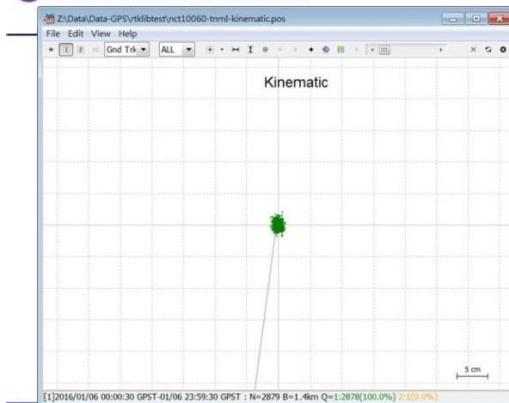 Z:\Data\Data-GPS\rtklibtest\nct10060-tnml-kinematic.pos
File Edit View Help
Gnd Trk ALL
Kinematic
5 cm
[1]2016/01/06 00:00:30 GPST-01/06 23:59:30 GPST : N=2879 B=1.4km Q=1:2878(100.0%) 2:1(0.0%)